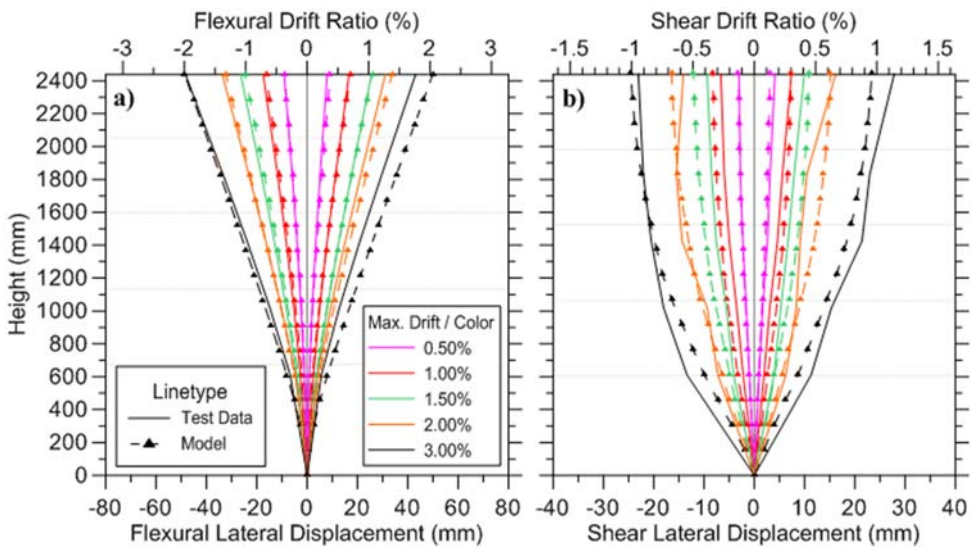 Flexural Drift Ratio (%)
-3 -2 -1 0 1 2 3
Shear Drift Ratio (%)
-1.5 -1 -0.5 0 0.5 1 1.5
a)
b)
Height (mm)
2400
2200
2000
1800
1600
1400
1200
1000
800
600
400
200
0
Linetype
Test Data
Model
Max. Drift / Color
0.50%
1.00%
1.50%
2.00%
3.00%
-80 -60 -40 -20 0 20 40 60 80
Flexural Lateral Displacement (mm)
-40 -30 -20 -10 0 10 20 30 40
Shear Lateral Displacement (mm)